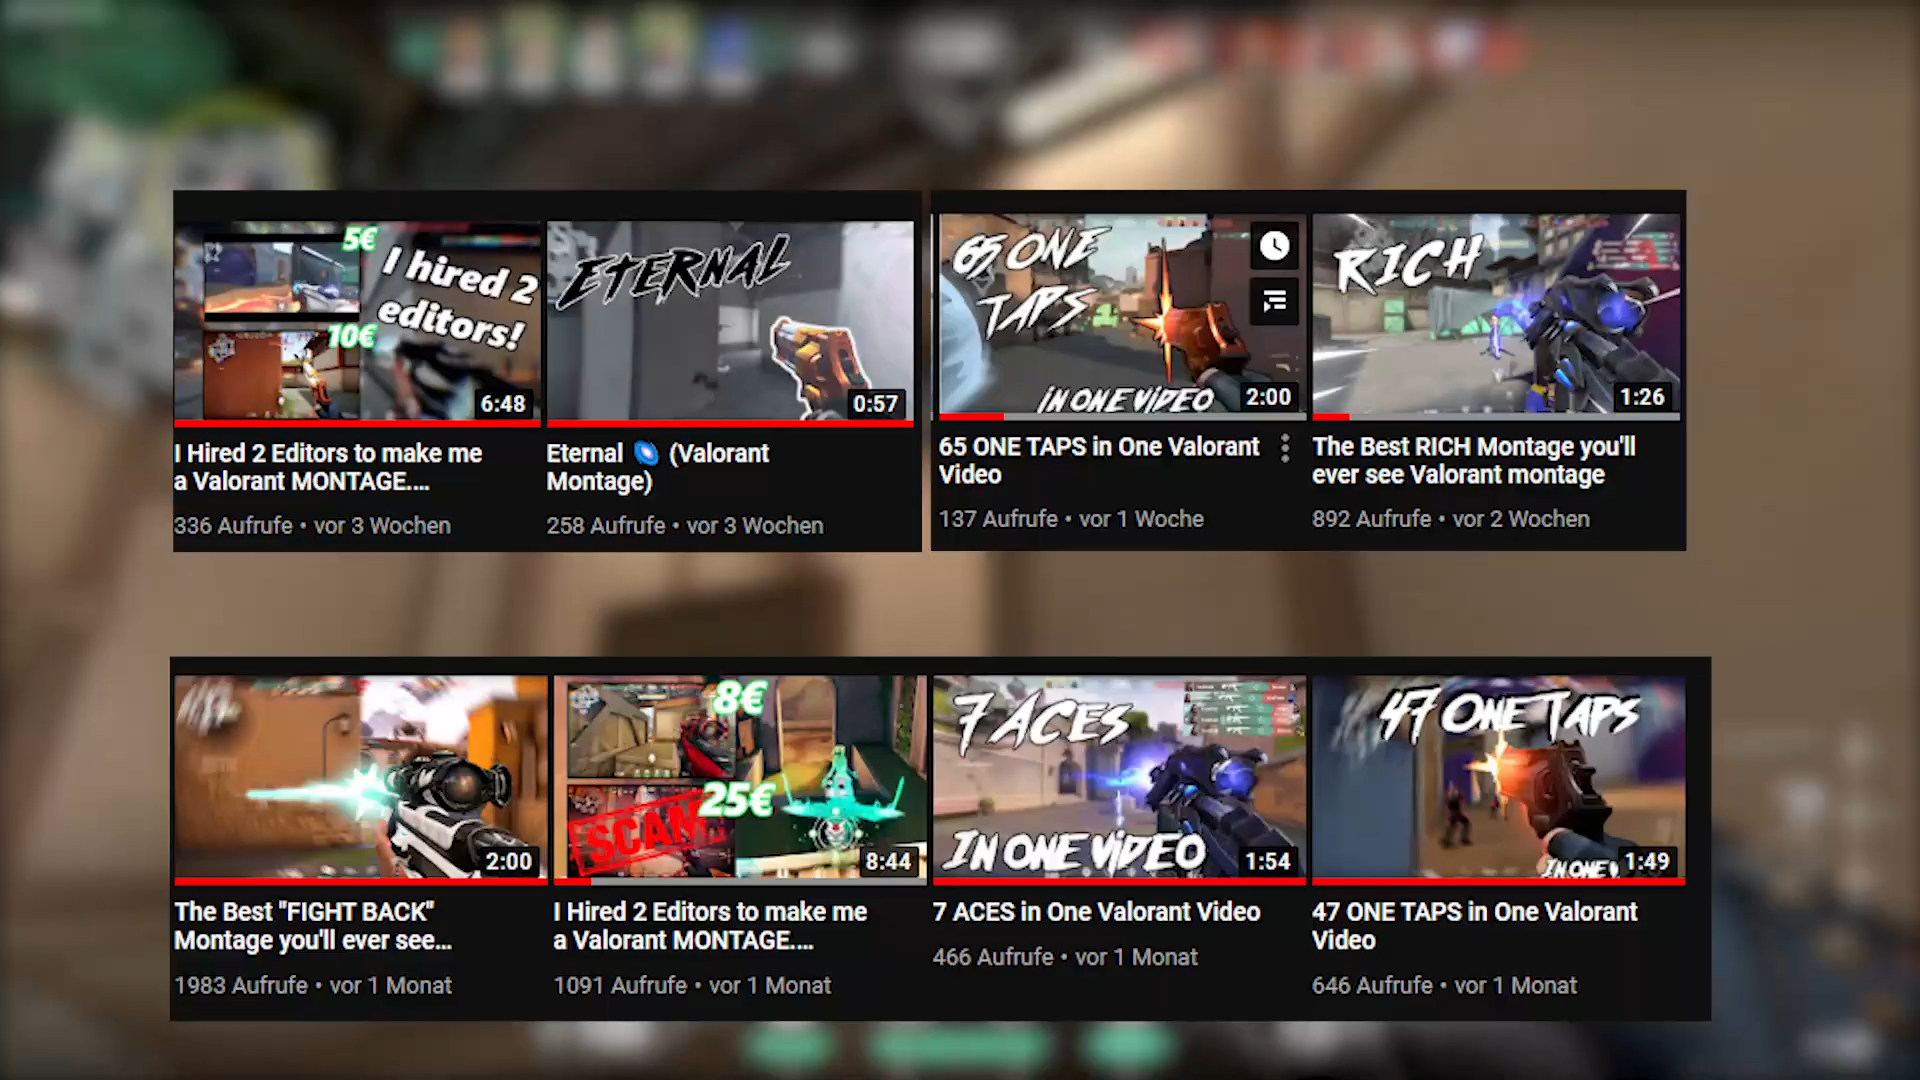 5€
10€
I hired 2
editors!
6:48
I Hired 2 Editors to make me
a Valorant MONTAGE....
336 Aufrufe • vor 3 Wochen
ETERNAL
0:57
Eternal 🌀 (Valorant
Montage)
258 Aufrufe • vor 3 Wochen
65 ONE
TAPS
IN ONE VIDEO
2:00
65 ONE TAPS in One Valorant
Video
137 Aufrufe • vor 1 Woche
RICH
1:26
The Best RICH Montage you'll
ever see Valorant montage
892 Aufrufe • vor 2 Wochen
2:00
The Best "FIGHT BACK"
Montage you'll ever see...
1983 Aufrufe • vor 1 Monat
8€
25€
SCAM
8:44
I Hired 2 Editors to make me
a Valorant MONTAGE....
1091 Aufrufe • vor 1 Monat
7 ACES
IN ONE VIDEO
1:54
7 ACES in One Valorant Video
466 Aufrufe • vor 1 Monat
47 ONE TAPS
IN ONE
1:49
47 ONE TAPS in One Valorant
Video
646 Aufrufe • vor 1 Monat